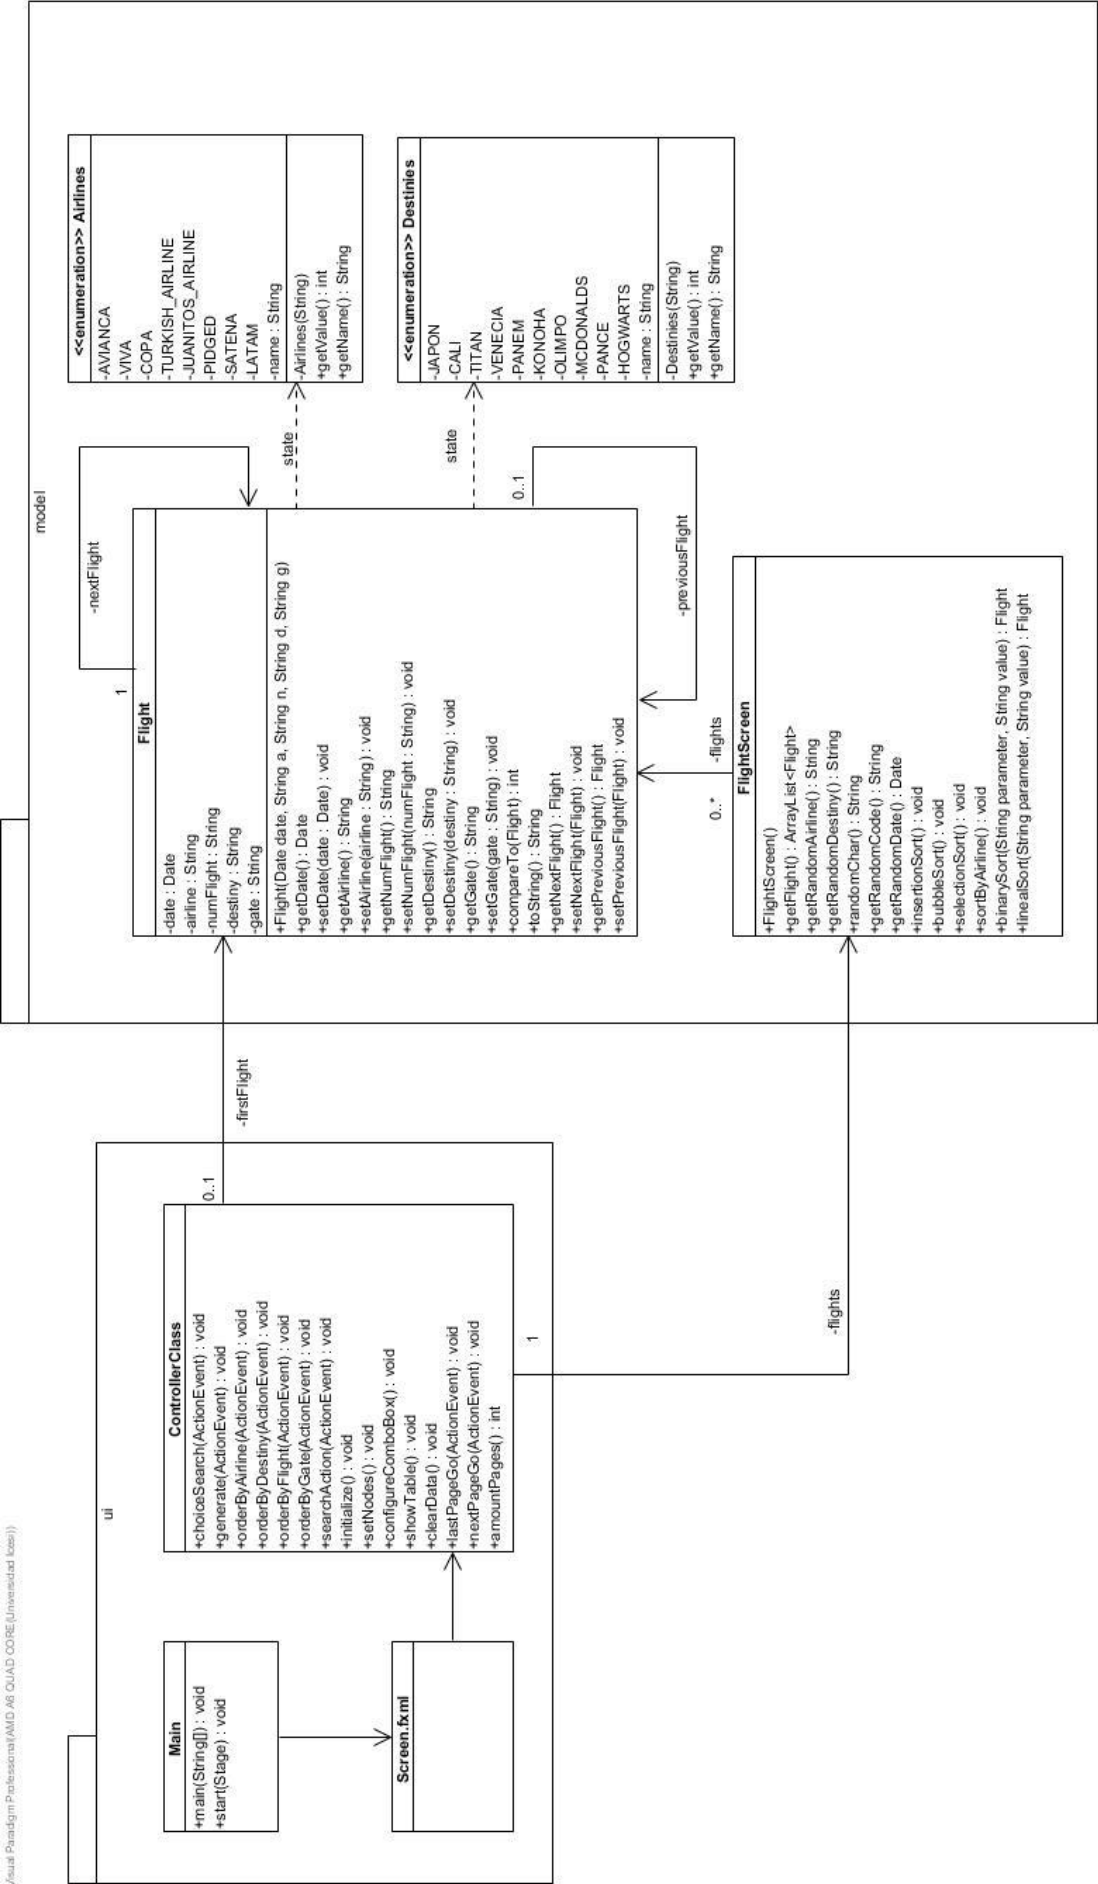 Visual Paradigm Professional(AMD A6 QUAD CORE(Universidad Icesi))
ui
Main
+main(String[]) : void
+start(Stage) : void
Screen.fxml
ControllerClass
+choiceSearch(ActionEvent) : void
+generate(ActionEvent) : void
+orderByAirline(ActionEvent) : void
+orderByDestiny(ActionEvent) : void
+orderByFlight(ActionEvent) : void
+orderByGate(ActionEvent) : void
+searchAction(ActionEvent) : void
+initialize() : void
+setNodes() : void
+configureComboBox() : void
+showTable() : void
+clearData() : void
+lastPageGo(ActionEvent) : void
+nextPageGo(ActionEvent) : void
+amountPages() : int
0..1
-firstFlight
1
-flights
model
Flight
-date : Date
-airline : String
-numFlight : String
-destiny : String
-gate : String
+Flight(Date date, String a, String n, String d, String g)
+getDate() : Date
+setDate(date : Date) : void
+getAirline() : String
+setAirline(airline : String) : void
+getNumFlight() : String
+setNumFlight(numFlight : String) : void
+getDestiny() : String
+setDestiny(destiny : String) : void
+getGate() : String
+setGate(gate : String) : void
+compareTo(Flight) : int
+toString() : String
+getNextFlight() : Flight
+setNextFlight(Flight) : void
+getPreviousFlight() : Flight
+setPreviousFlight(Flight) : void
1
-nextFlight
0..1
-previousFlight
state
state
0..*
-flights
FlightScreen
+FlightScreen()
+getFlight() : ArrayList<Flight>
+getRandomAirline() : String
+getRandomDestiny() : String
+randomChar() : String
+getRandomCode() : String
+getRandomDate() : Date
+insertionSort() : void
+bubbleSort() : void
+selectionSort() : void
+sortByAirline() : void
+binarySort(String parameter, String value) : Flight
+linealSort(String parameter, String value) : Flight
<<enumeration>> Airlines
-AVIANCA
-VIVA
-COPA
-TURKISH_AIRLINE
-JUANITOS_AIRLINE
-PIDGED
-SATENA
-LATAM
-name : String
-Airlines(String)
+getValue() : int
+getName() : String
<<enumeration>> Destinies
-JAPON
-CALI
-TITAN
-VENECIA
-PANEM
-KONOHA
-OLIMPO
-MCDONALDS
-PANCE
-HOGWARTS
-name : String
-Destinies(String)
+getValue() : int
+getName() : String